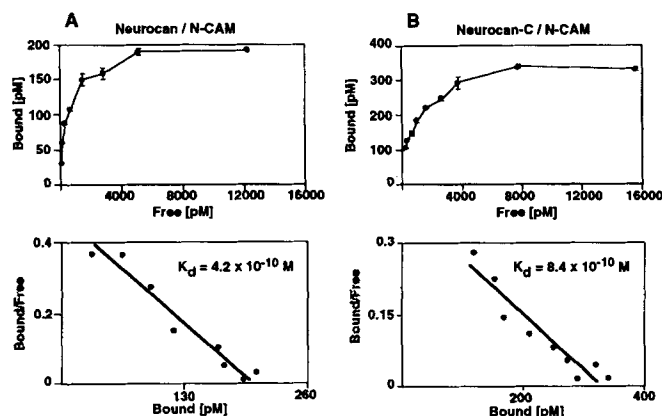 A
Neurocan / N-CAM
Bound [pM]
200
150
100
50
0
0
4000
8000
12000
16000
Free [pM]
Bound/Free
0.4
0.2
0
K_d = 4.2 x 10^-10 M
130
260
Bound [pM]
B
Neurocan-C / N-CAM
Bound [pM]
400
300
200
100
0
0
4000
8000
12000
16000
Free [pM]
Bound/Free
0.3
0.15
0
K_d = 8.4 x 10^-10 M
200
400
Bound [pM]